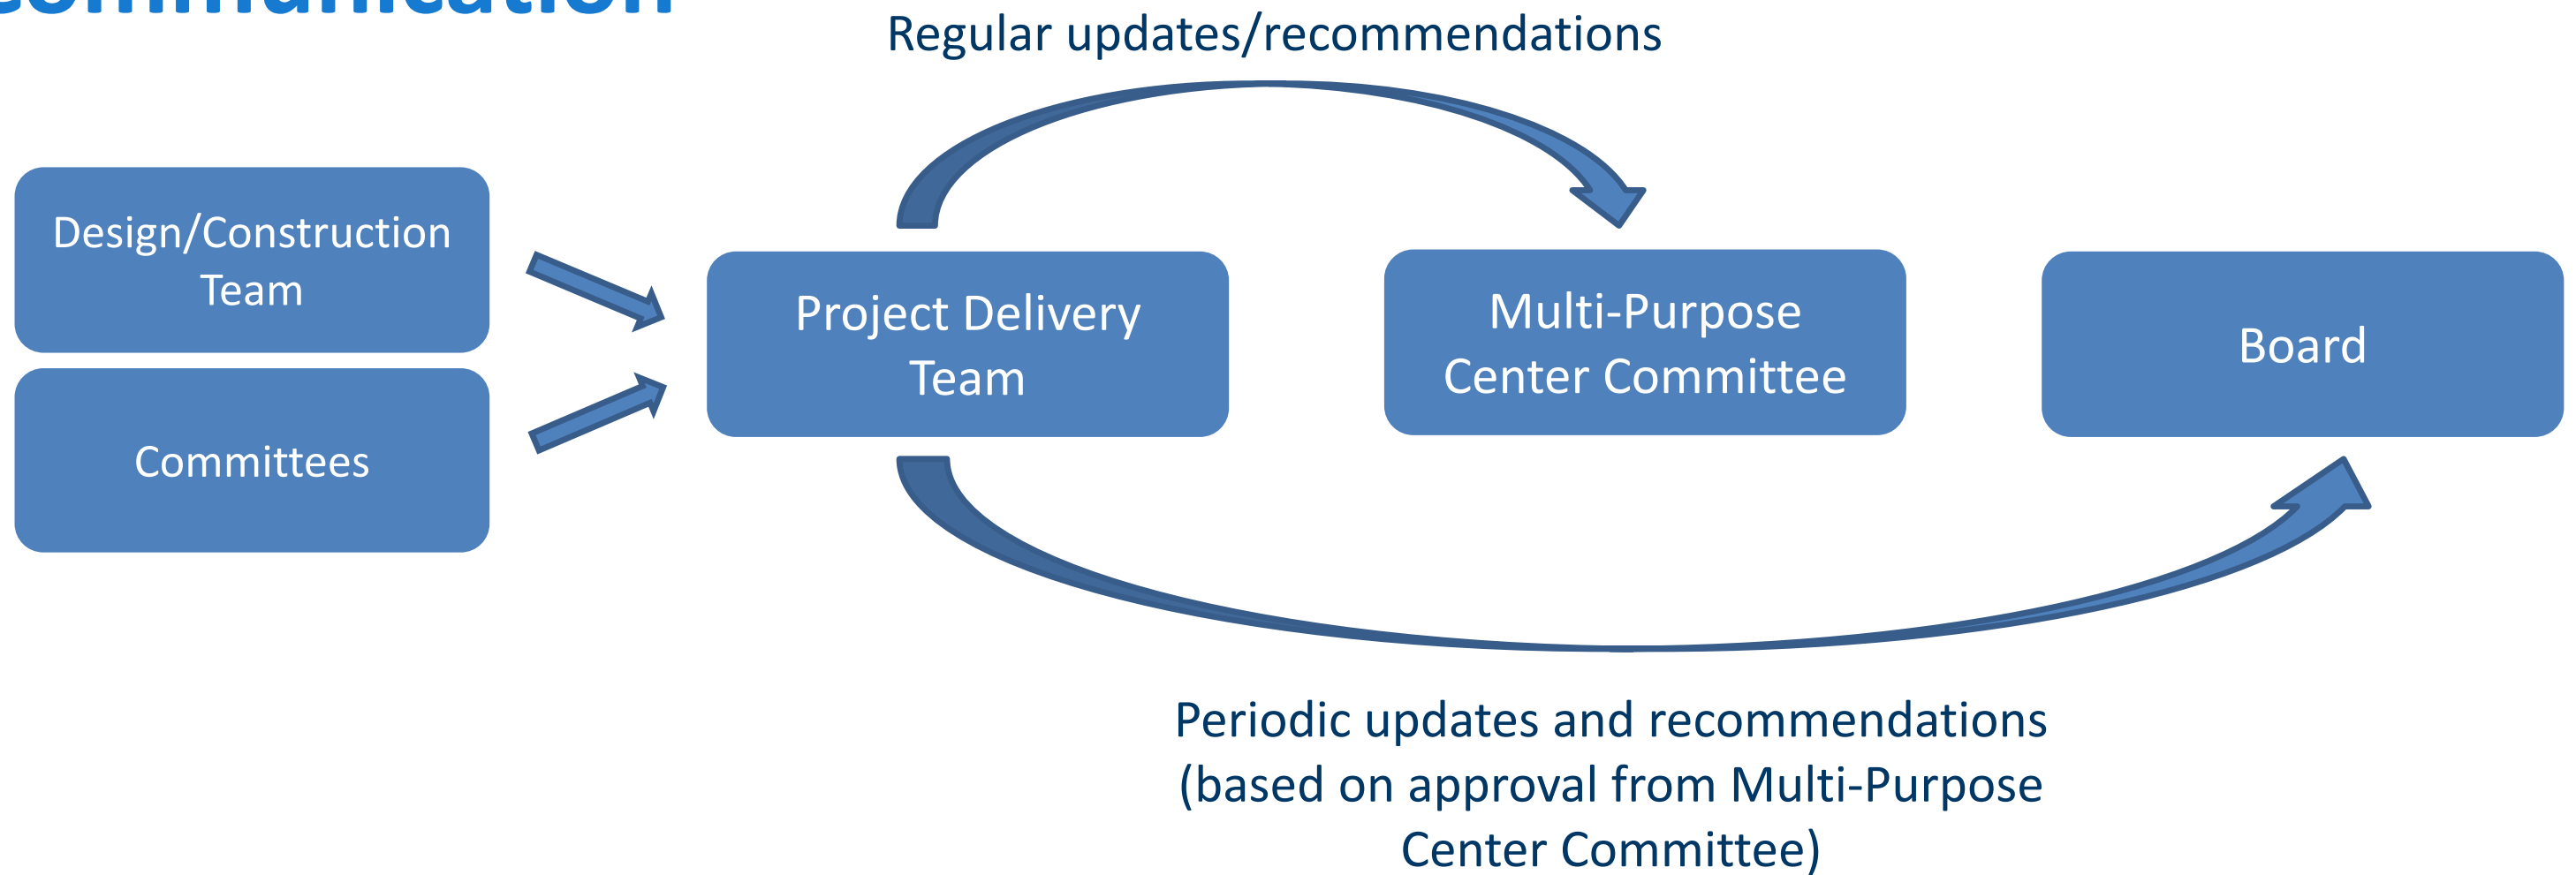 Regular updates/recommendations
Design/Construction
Team
Committees
Project Delivery
Team
Multi-Purpose
Center Committee
Board
Periodic updates and recommendations
(based on approval from Multi-Purpose
Center Committee)